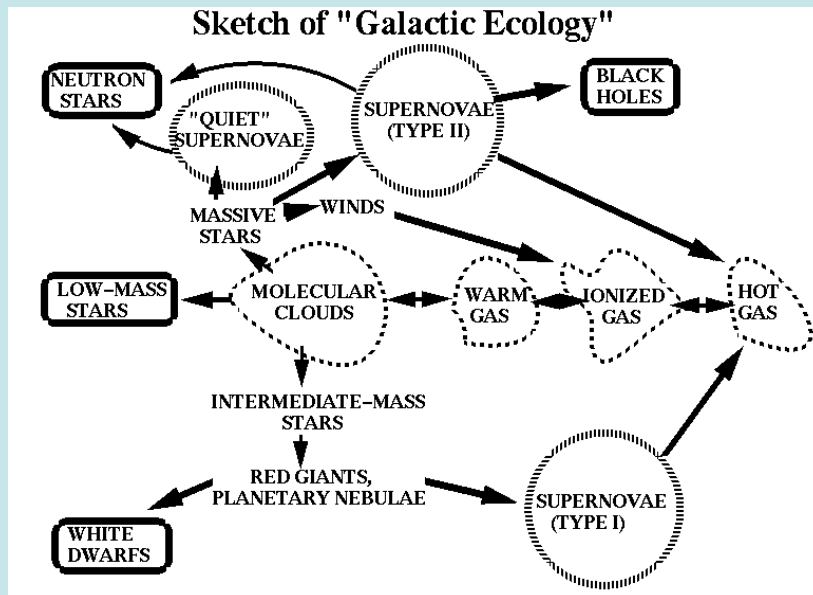 Sketch of "Galactic Ecology"
NEUTRON
STARS
"QUIET"
SUPERNOVAE
SUPERNOVAE
(TYPE II)
BLACK
HOLES
MASSIVE
STARS
WINDS
LOW-MASS
STARS
MOLECULAR
CLOUDS
WARM
GAS
IONIZED
GAS
HOT
GAS
INTERMEDIATE-MASS
STARS
RED GIANTS,
PLANETARY NEBULAE
SUPERNOVAE
(TYPE I)
WHITE
DWARFS